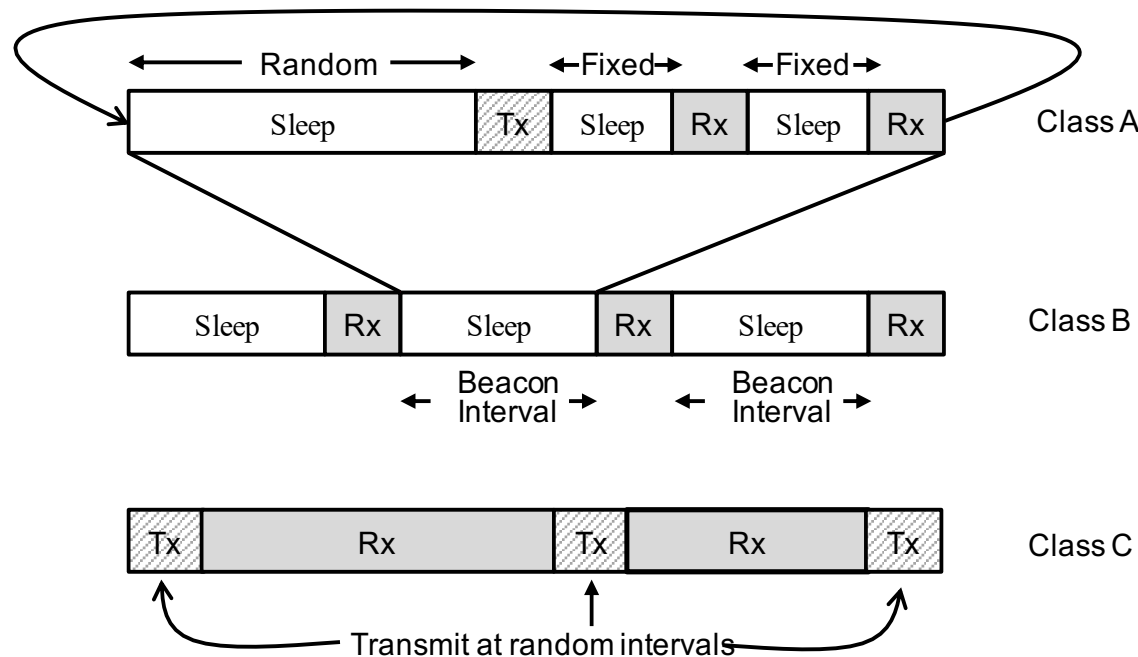 Random
Fixed
Fixed
Sleep
Tx
Sleep
Rx
Sleep
Rx
Class A
Sleep
Rx
Sleep
Rx
Sleep
Rx
Class B
Beacon
Interval
Beacon
Interval
Tx
Rx
Tx
Rx
Tx
Class C
Transmit at random intervals